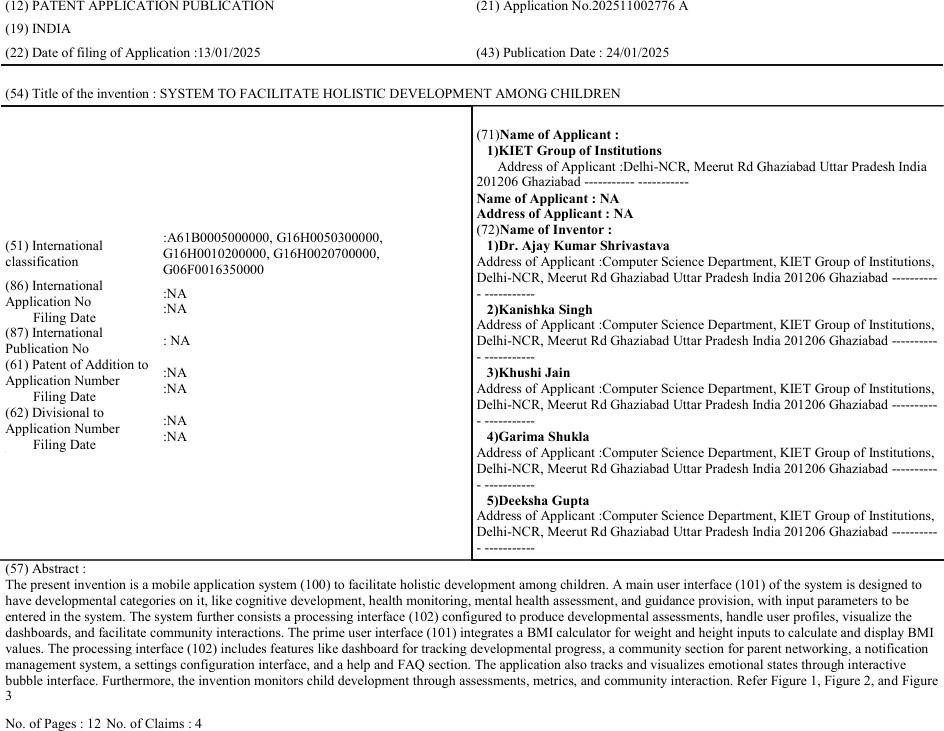 (12) PATENT APPLICATION PUBLICATION
(21) Application No.202511002776 A
(19) INDIA
(22) Date of filing of Application :13/01/2025
(43) Publication Date : 24/01/2025
(54) Title of the invention : SYSTEM TO FACILITATE HOLISTIC DEVELOPMENT AMONG CHILDREN
(51) International
classification
:A61B0005000000, G16H0050300000,
G16H0010200000, G16H0020700000,
G06F0016350000
(86) International
Application No
Filing Date
:NA
:NA
(87) International
Publication No
: NA
(61) Patent of Addition to
Application Number
Filing Date
:NA
:NA
(62) Divisional to
Application Number
Filing Date
:NA
:NA
(71)Name of Applicant :
1)KIET Group of Institutions
Address of Applicant :Delhi-NCR, Meerut Rd Ghaziabad Uttar Pradesh India
201206 Ghaziabad ----------- -----------
Name of Applicant : NA
Address of Applicant : NA
(72)Name of Inventor :
1)Dr. Ajay Kumar Shrivastava
Address of Applicant :Computer Science Department, KIET Group of Institutions,
Delhi-NCR, Meerut Rd Ghaziabad Uttar Pradesh India 201206 Ghaziabad ----------
- -----------
2)Kanishka Singh
Address of Applicant :Computer Science Department, KIET Group of Institutions,
Delhi-NCR, Meerut Rd Ghaziabad Uttar Pradesh India 201206 Ghaziabad ----------
- -----------
3)Khushi Jain
Address of Applicant :Computer Science Department, KIET Group of Institutions,
Delhi-NCR, Meerut Rd Ghaziabad Uttar Pradesh India 201206 Ghaziabad ----------
- -----------
4)Garima Shukla
Address of Applicant :Computer Science Department, KIET Group of Institutions,
Delhi-NCR, Meerut Rd Ghaziabad Uttar Pradesh India 201206 Ghaziabad ----------
- -----------
5)Deeksha Gupta
Address of Applicant :Computer Science Department, KIET Group of Institutions,
Delhi-NCR, Meerut Rd Ghaziabad Uttar Pradesh India 201206 Ghaziabad ----------
- -----------
(57) Abstract :
The present invention is a mobile application system (100) to facilitate holistic development among children. A main user interface (101) of the system is designed to
have developmental categories on it, like cognitive development, health monitoring, mental health assessment, and guidance provision, with input parameters to be
entered in the system. The system further consists a processing interface (102) configured to produce developmental assessments, handle user profiles, visualize the
dashboards, and facilitate community interactions. The prime user interface (101) integrates a BMI calculator for weight and height inputs to calculate and display BMI
values. The processing interface (102) includes features like dashboard for tracking developmental progress, a community section for parent networking, a notification
management system, a settings configuration interface, and a help and FAQ section. The application also tracks and visualizes emotional states through interactive
bubble interface. Furthermore, the invention monitors child development through assessments, metrics, and community interaction. Refer Figure 1, Figure 2, and Figure
3
No. of Pages : 12 No. of Claims : 4